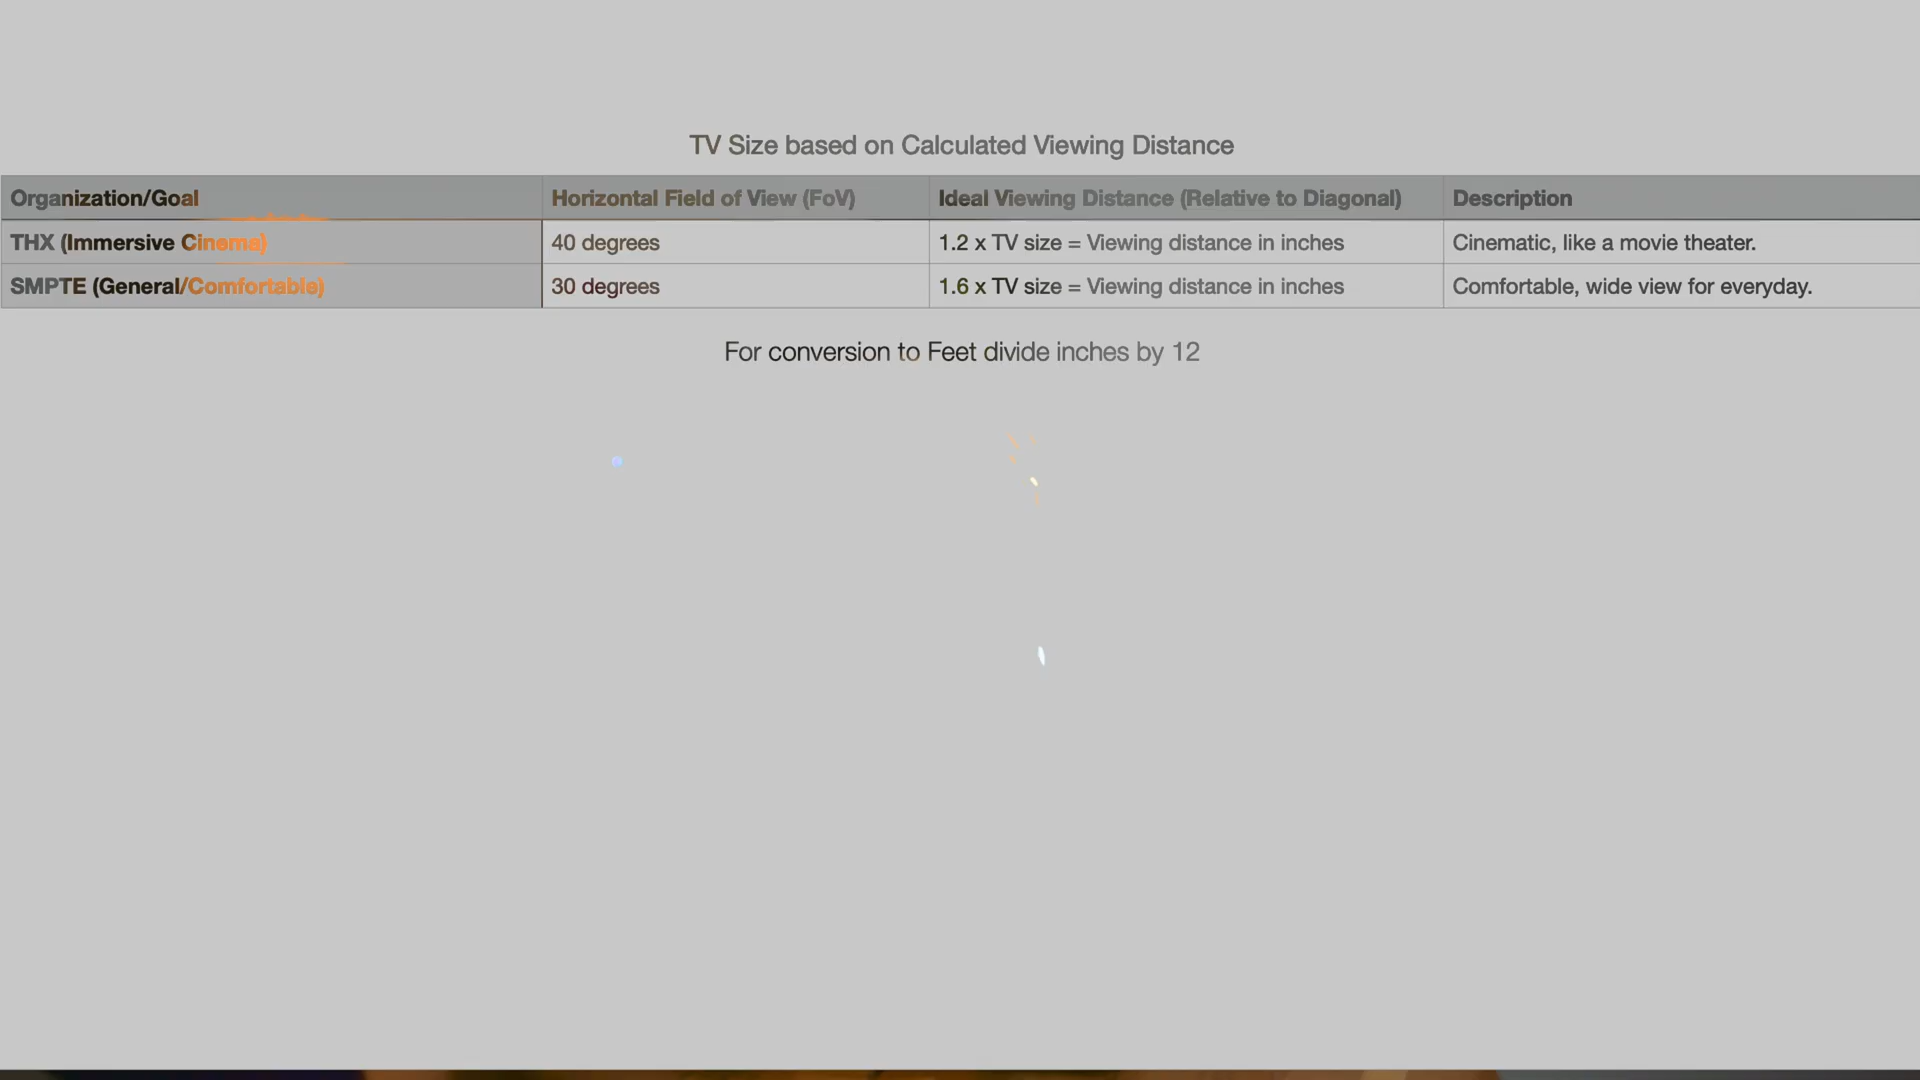 TV Size based on Calculated Viewing Distance
Organization/Goal Horizontal Field of View (FoV) Ideal Viewing Distance (Relative to Diagonal) Description
THX (Immersive Cinema) 40 degrees 1.2 x TV size = Viewing distance in inches Cinematic, like a movie theater.
SMPTE (General/Comfortable) 30 degrees 1.6 x TV size = Viewing distance in inches Comfortable, wide view for everyday.
For conversion to Feet divide inches by 12